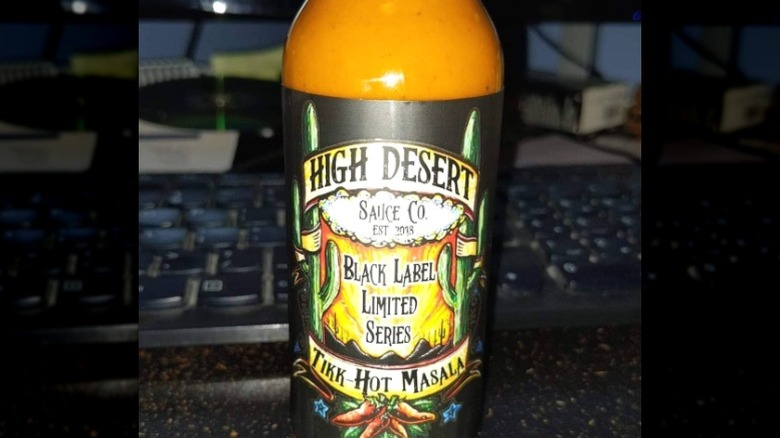 HIGH DESERT
SAUCE CO.
EST 2018
BLACK LABEL
LIMITED
SERIES
TIKK-HOT MASALA